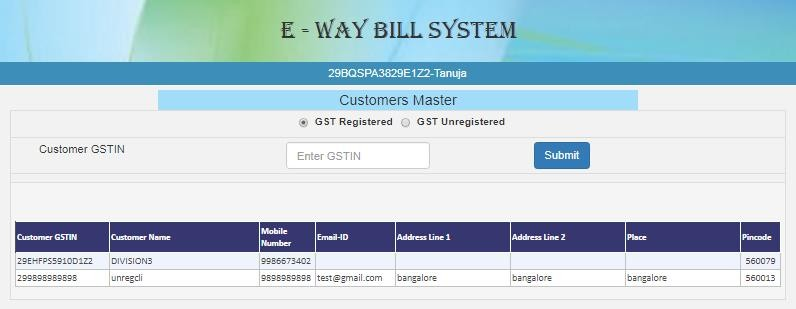 E - WAY BILL SYSTEM
29BQSPA3829E1Z2-Tanuja
Customers Master
GST Registered GST Unregistered
Customer GSTIN Enter GSTIN Submit
Customer GSTIN Customer Name Mobile Number Email-ID Address Line 1 Address Line 2 Place Pincode
29EHFPS5910D1Z2 DIVISION3 9986673402 560079
299898989898 unregcli 9898989898 test@gmail.com bangalore bangalore bangalore 560013